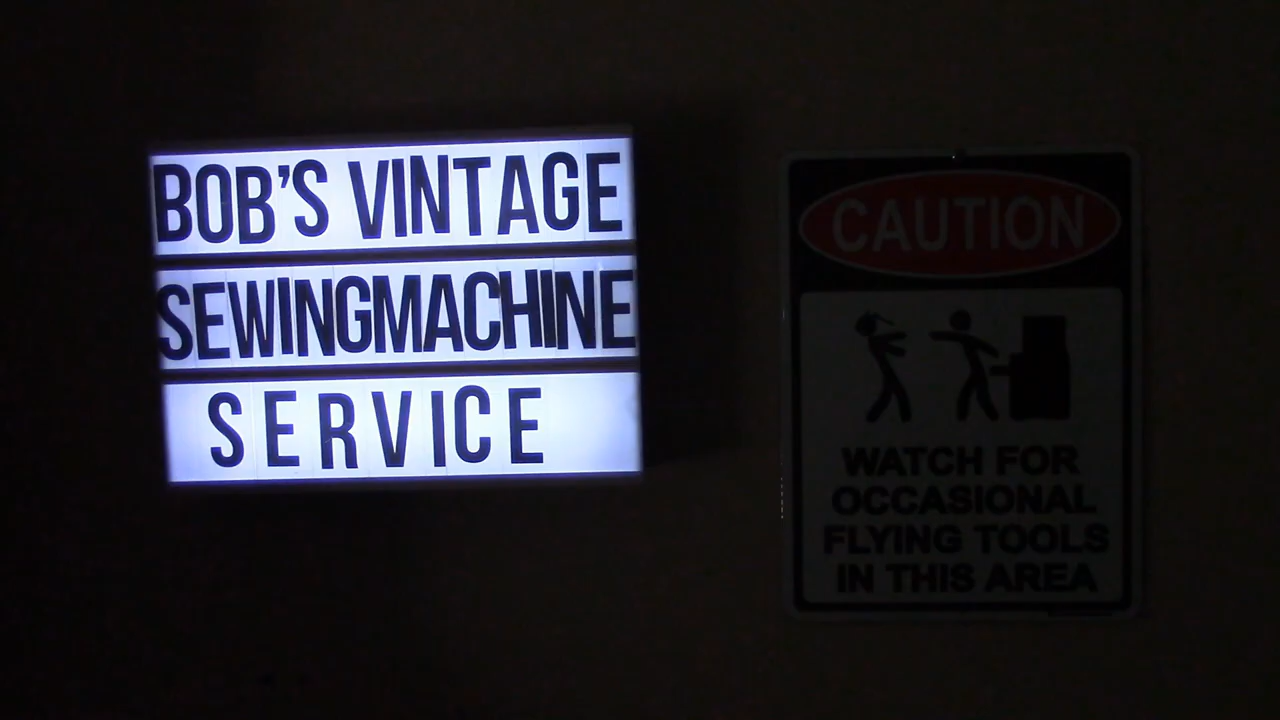 BOB'S VINTAGE
SEWINGMACHINE
SERVICE
CAUTION
WATCH FOR
OCCASIONAL
FLYING TOOLS
IN THIS AREA